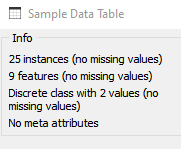 Sample Data Table
Info
25 instances (no missing values)
9 features (no missing values)
Discrete class with 2 values (no
missing values)
No meta attributes